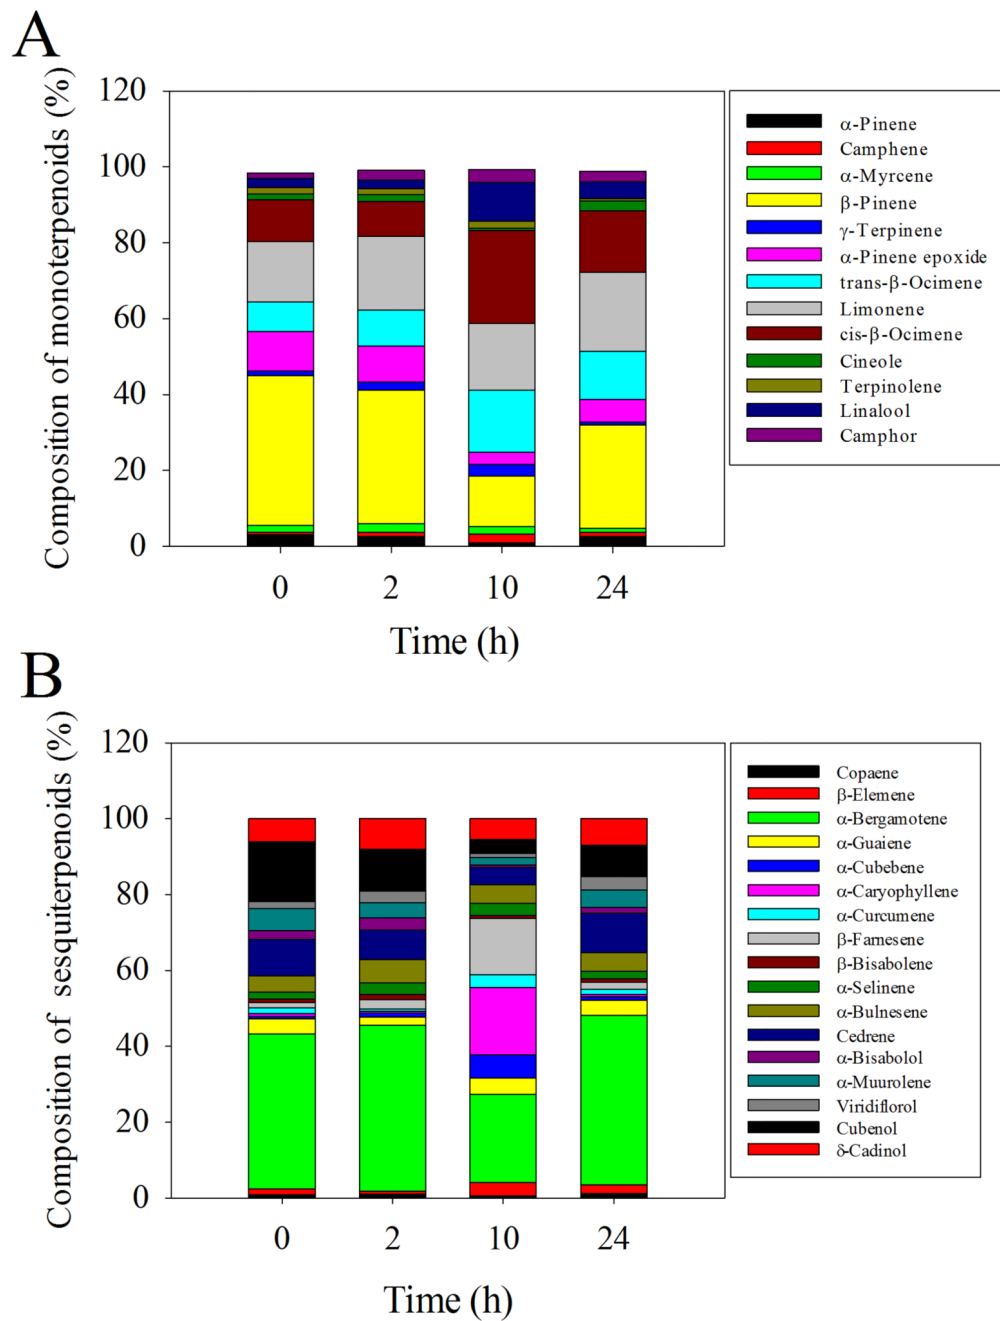 A
Composition of monoterpenoids (%)
120
100
80
60
40
20
0
0 2 10 24
Time (h)
α-Pinene
Camphene
α-Myrcene
β-Pinene
γ-Terpinene
α-Pinene epoxide
trans-β-Ocimene
Limonene
cis-β-Ocimene
Cineole
Terpinolene
Linalool
Camphor
B
Composition of sesquiterpenoids (%)
120
100
80
60
40
20
0
0 2 10 24
Time (h)
Copaene
β-Elemene
α-Bergamotene
α-Guaiene
α-Cubebene
α-Caryophyllene
α-Curcumene
β-Farnesene
β-Bisabolene
α-Selinene
α-Bulnesene
Cedrene
α-Bisabolol
α-Muurolene
Viridiflorol
Cubenol
δ-Cadinol